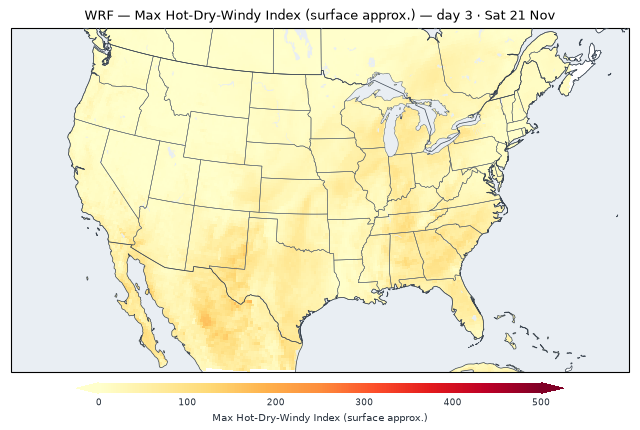 WRF — Max Hot-Dry-Windy Index (surface approx.) — day 3 · Sat 21 Nov
0 100 200 300 400 500
Max Hot-Dry-Windy Index (surface approx.)